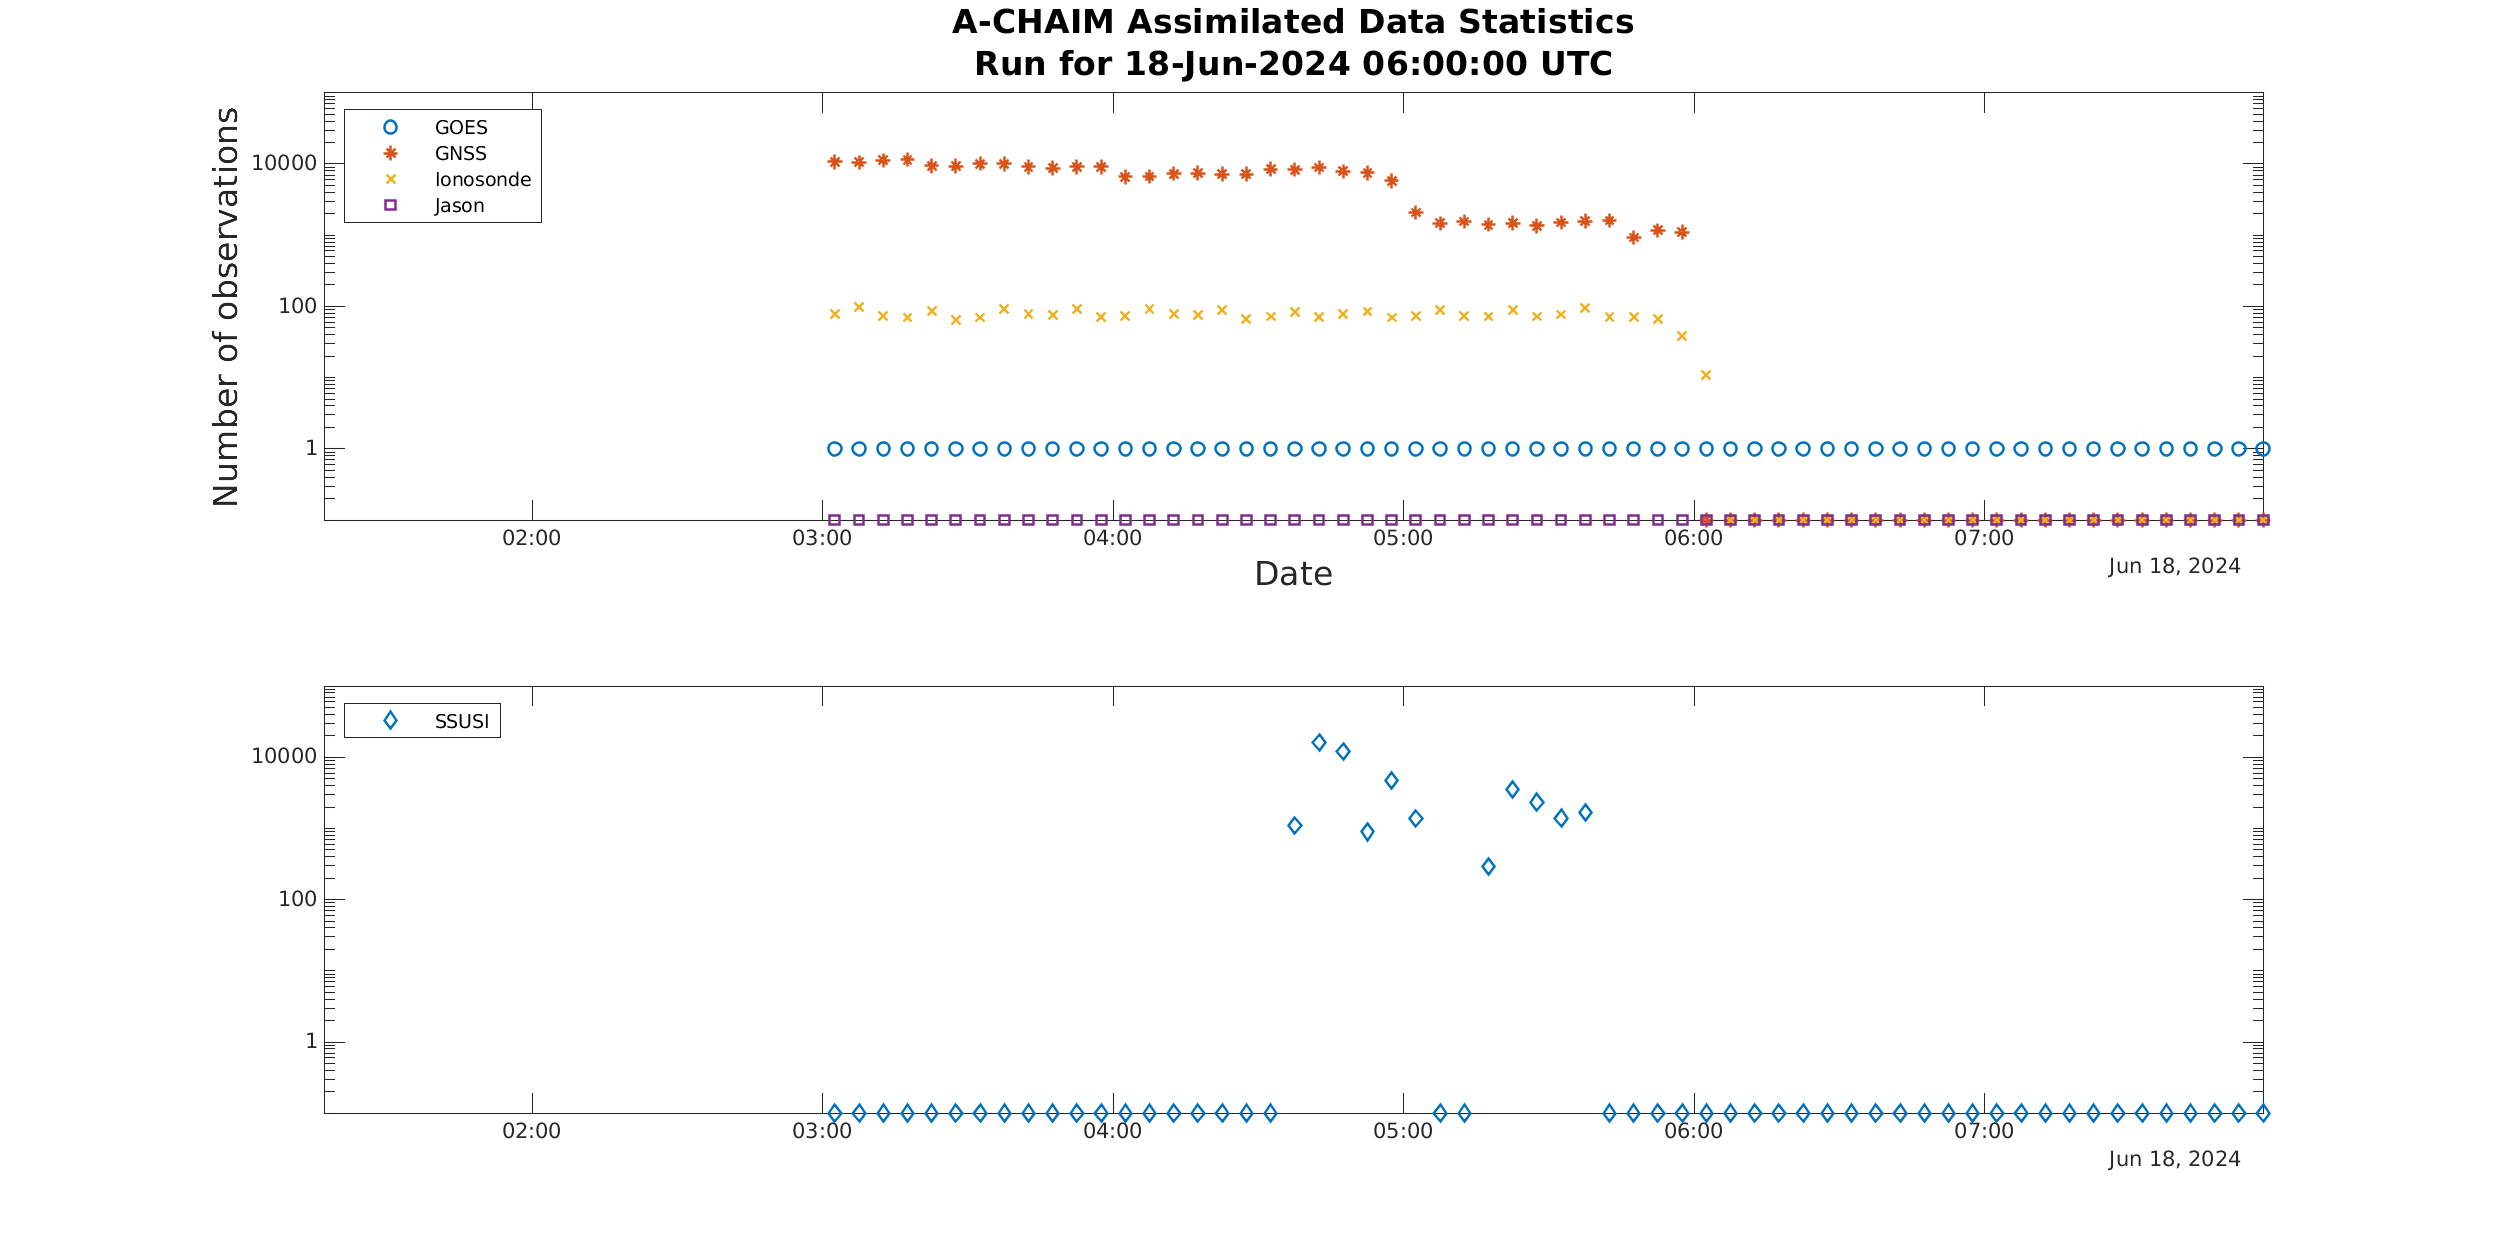 A-CHAIM Assimilated Data Statistics
Run for 18-Jun-2024 06:00:00 UTC
Number of observations
10000
100
1
GOES
GNSS
Ionosonde
Jason
02:00
03:00
04:00
05:00
06:00
07:00
Date
Jun 18, 2024
10000
100
1
SSUSI
02:00
03:00
04:00
05:00
06:00
07:00
Jun 18, 2024